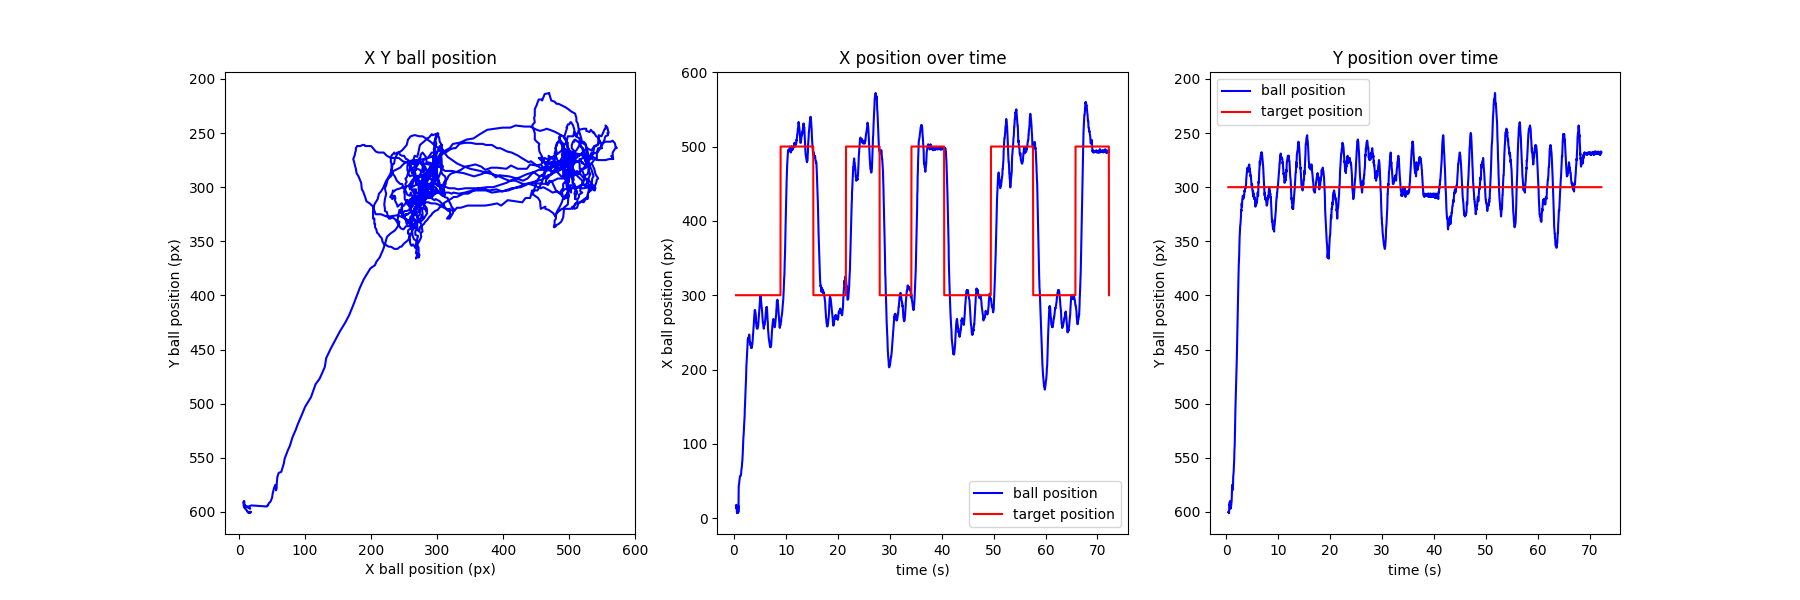 X Y ball position
200
250
300
350
400
450
500
550
600
Y ball position (px)
0 100 200 300 400 500 600
X ball position (px)
X position over time
600
500
400
300
200
100
0
X ball position (px)
ball position
target position
0 10 20 30 40 50 60 70
time (s)
Y position over time
ball position
target position
200
250
300
350
400
450
500
550
600
Y ball position (px)
0 10 20 30 40 50 60 70
time (s)